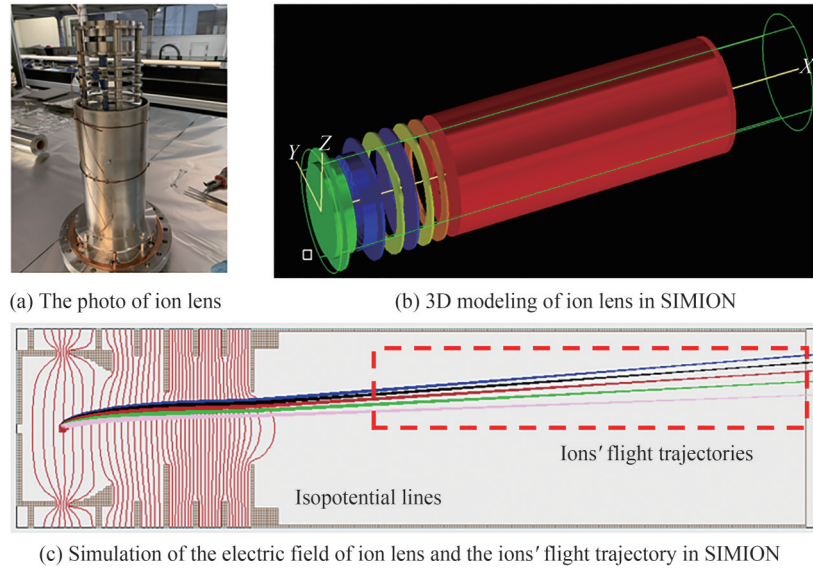 Y
Z
X
(a) The photo of ion lens
(b) 3D modeling of ion lens in SIMION
Ions′ flight trajectories
Isopotential lines
(c) Simulation of the electric field of ion lens and the ions′ flight trajectory in SIMION